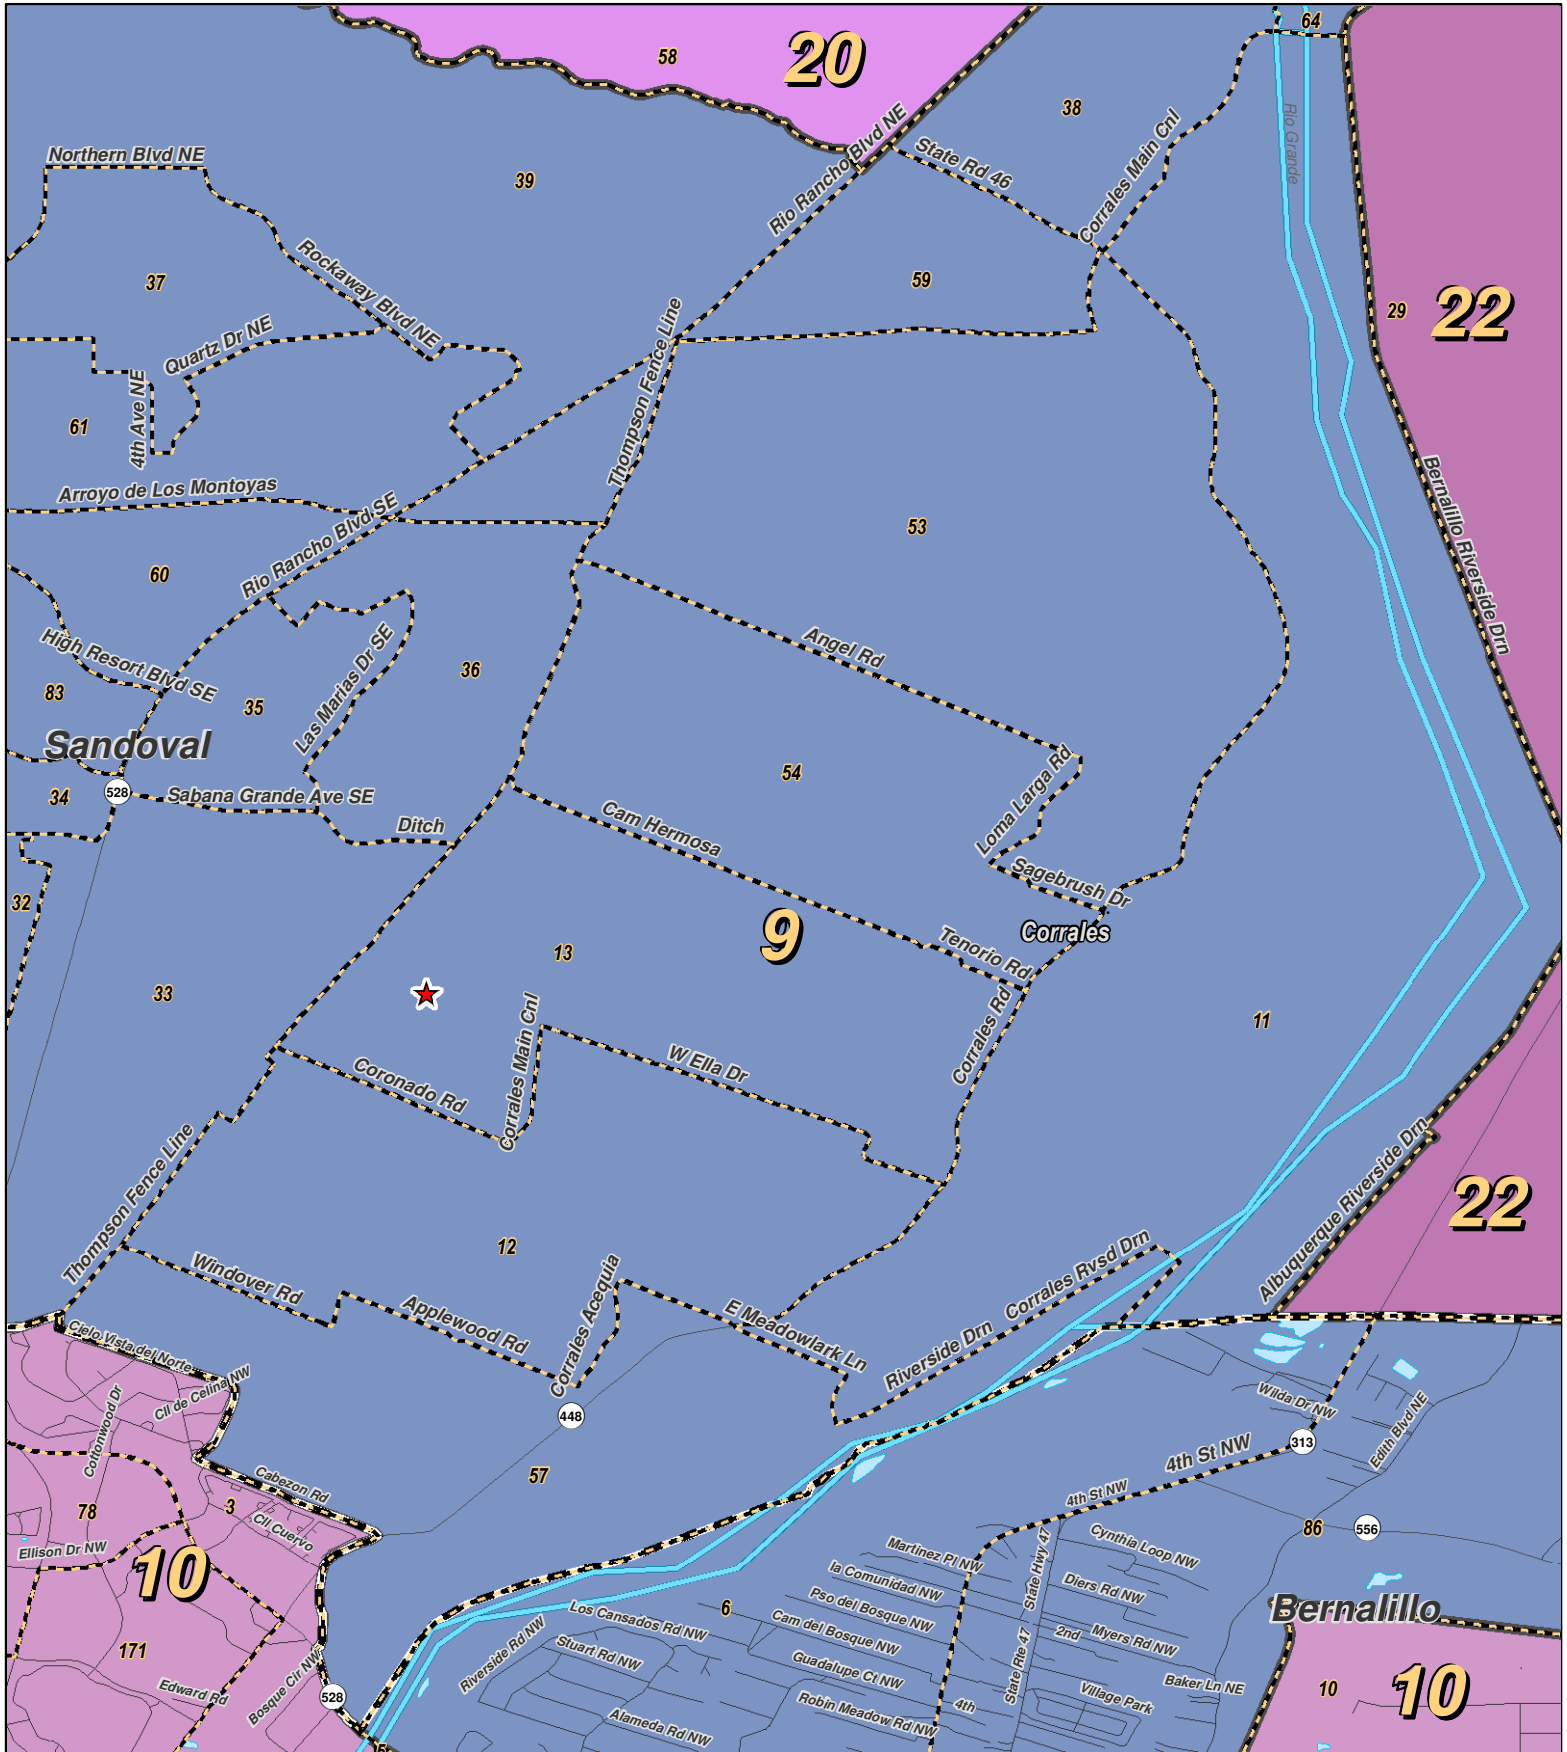 64
58
20
38
Rio Rancho Blvd NE
State Rd 46
Corrales Main Cnl
Rio Grande
Northern Blvd NE
39
37
Rockaway Blvd NE
59
29
22
Quartz Dr NE
4th Ave NE
61
Thompson Fence Line
Arroyo de Los Montoyas
Rio Rancho Blvd SE
53
Bernalillo Riverside Drn
60
High Resort Blvd SE
Las Marias Dr SE
36
Angel Rd
83
35
Sandoval
54
Loma Larga Rd
34
528
Sabana Grande Ave SE
Ditch
Cam Hermosa
Sagebrush Dr
32
9
Corrales
13
Tenorio Rd
33
Corrales Main Cnl
Corrales Rd
11
Coronado Rd
W Ella Dr
Thompson Fence Line
22
Albuquerque Riverside Drn
12
Windover Rd
Applewood Rd
Corrales Acequia
E Meadowlark Ln
Riverside Drn
Corrales Rvsd Drn
Cielo Vista del Norte
Cll de Celina NW
Cottonwood Dr
448
Wilda Dr NW
Edith Blvd NE
313
4th St NW
57
Cabezon Rd
78
3
Cll Cuervo
4th St NW
86
556
Ellison Dr NW
10
Martinez Pl NW
State Hwy 47
Cynthia Loop NW
la Comunidad NW
Diers Rd NW
Pso del Bosque NW
Bernalillo
6
Los Cansados Rd NW
Cam del Bosque NW
2nd
Myers Rd NW
Riverside Rd NW
Stuart Rd NW
Guadalupe Ct NW
State Rte 47
171
Bosque Cir NW
Edward Rd
528
Baker Ln NE
10
10
Village Park
4th
Robin Meadow Rd NW
Alameda Rd NW